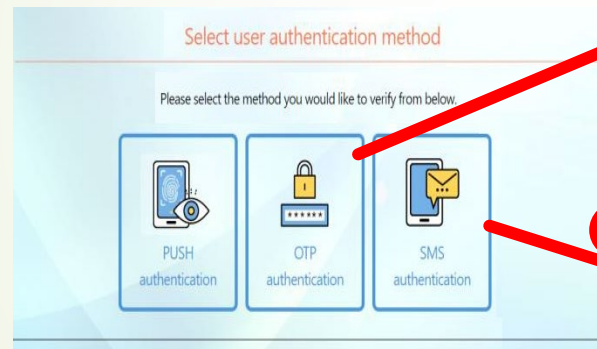 Select user authentication method
Please select the method you would like to verify from below.
PUSH
authentication
OTP
authentication
SMS
authentication